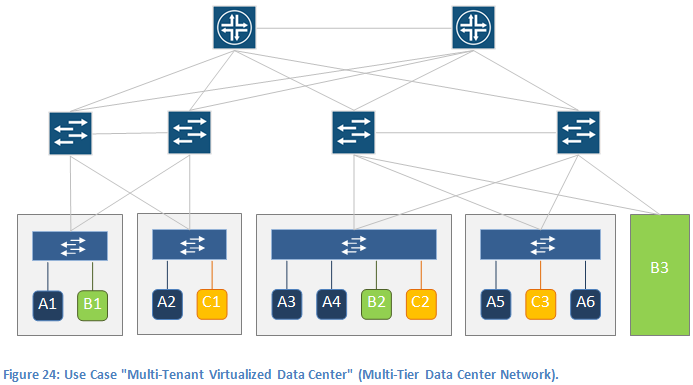 B3
A1 B1 A2 C1 A3 A4 B2 C2 A5 C3 A6
Figure 24: Use Case "Multi-Tenant Virtualized Data Center" (Multi-Tier Data Center Network).